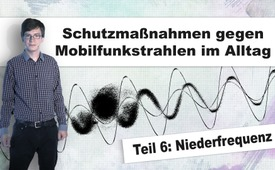 Schutzmaßnahmen gegen
Mobilfunkstrahlen im Alltag
Teil 6: Niederfrequenz